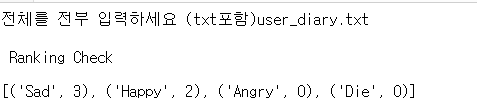 전체를 전부 입력하세요 (txt포함)user_diary.txt
Ranking Check
[('Sad', 3), ('Happy', 2), ('Angry', 0), ('Die', 0)]